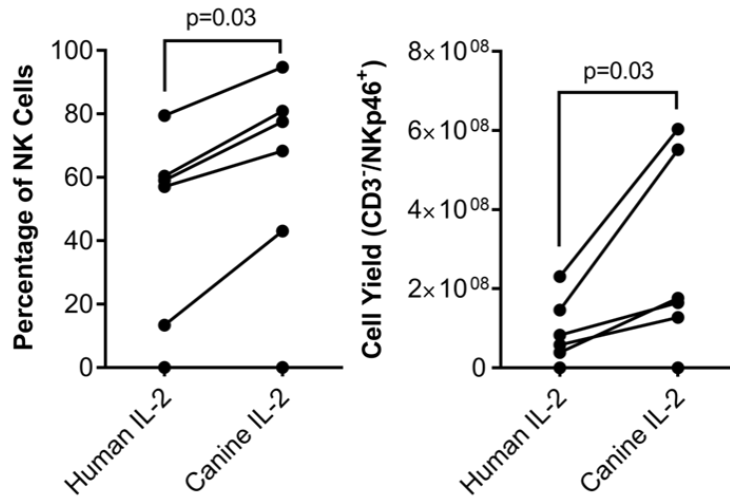 p=0.03
100
80
60
40
20
0
Percentage of NK Cells
Human IL-2
Canine IL-2
p=0.03
8×10⁰⁸
6×10⁰⁸
4×10⁰⁸
2×10⁰⁸
0
Cell Yield (CD3⁻/NKp46⁺)
Human IL-2
Canine IL-2